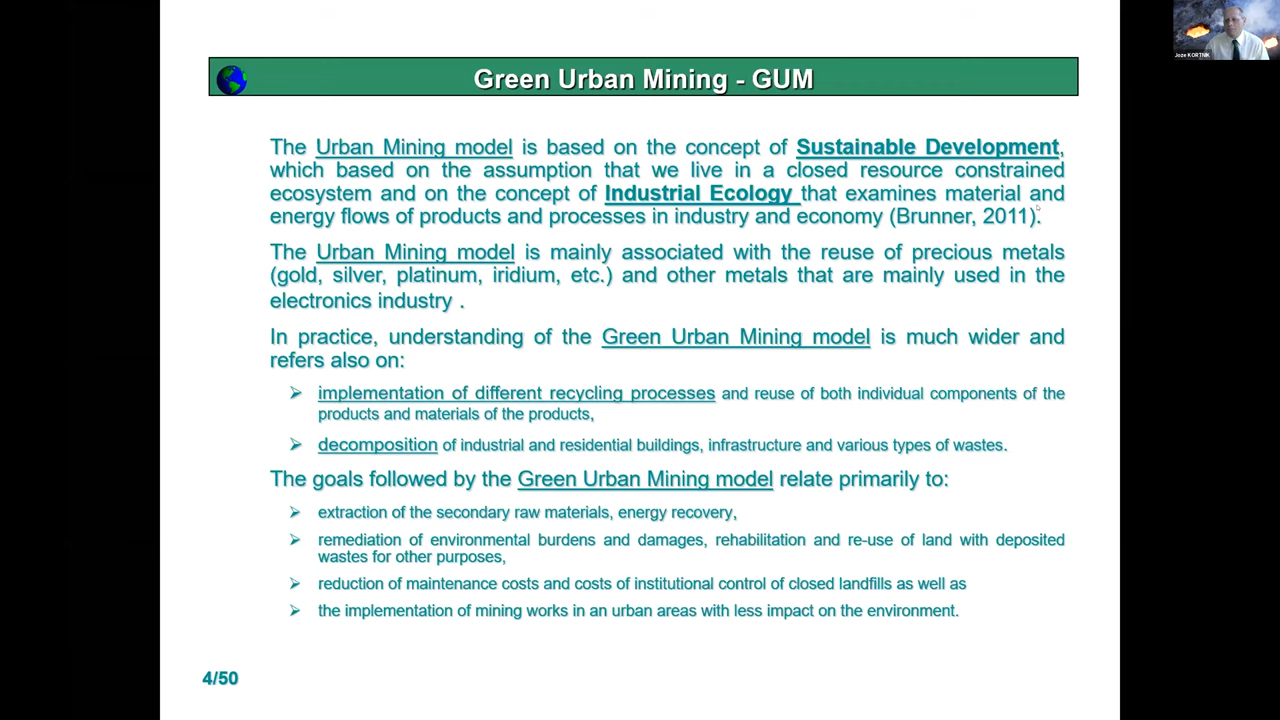 Joze KORTNIK
Green Urban Mining - GUM
The Urban Mining model is based on the concept of Sustainable Development,
which based on the assumption that we live in a closed resource constrained
ecosystem and on the concept of Industrial Ecology that examines material and
energy flows of products and processes in industry and economy (Brunner, 2011).
The Urban Mining model is mainly associated with the reuse of precious metals
(gold, silver, platinum, iridium, etc.) and other metals that are mainly used in the
electronics industry .
In practice, understanding of the Green Urban Mining model is much wider and
refers also on:
➢ implementation of different recycling processes and reuse of both individual components of the
products and materials of the products,
➢ decomposition of industrial and residential buildings, infrastructure and various types of wastes.
The goals followed by the Green Urban Mining model relate primarily to:
➢ extraction of the secondary raw materials, energy recovery,
➢ remediation of environmental burdens and damages, rehabilitation and re-use of land with deposited
wastes for other purposes,
➢ reduction of maintenance costs and costs of institutional control of closed landfills as well as
➢ the implementation of mining works in an urban areas with less impact on the environment.
4/50